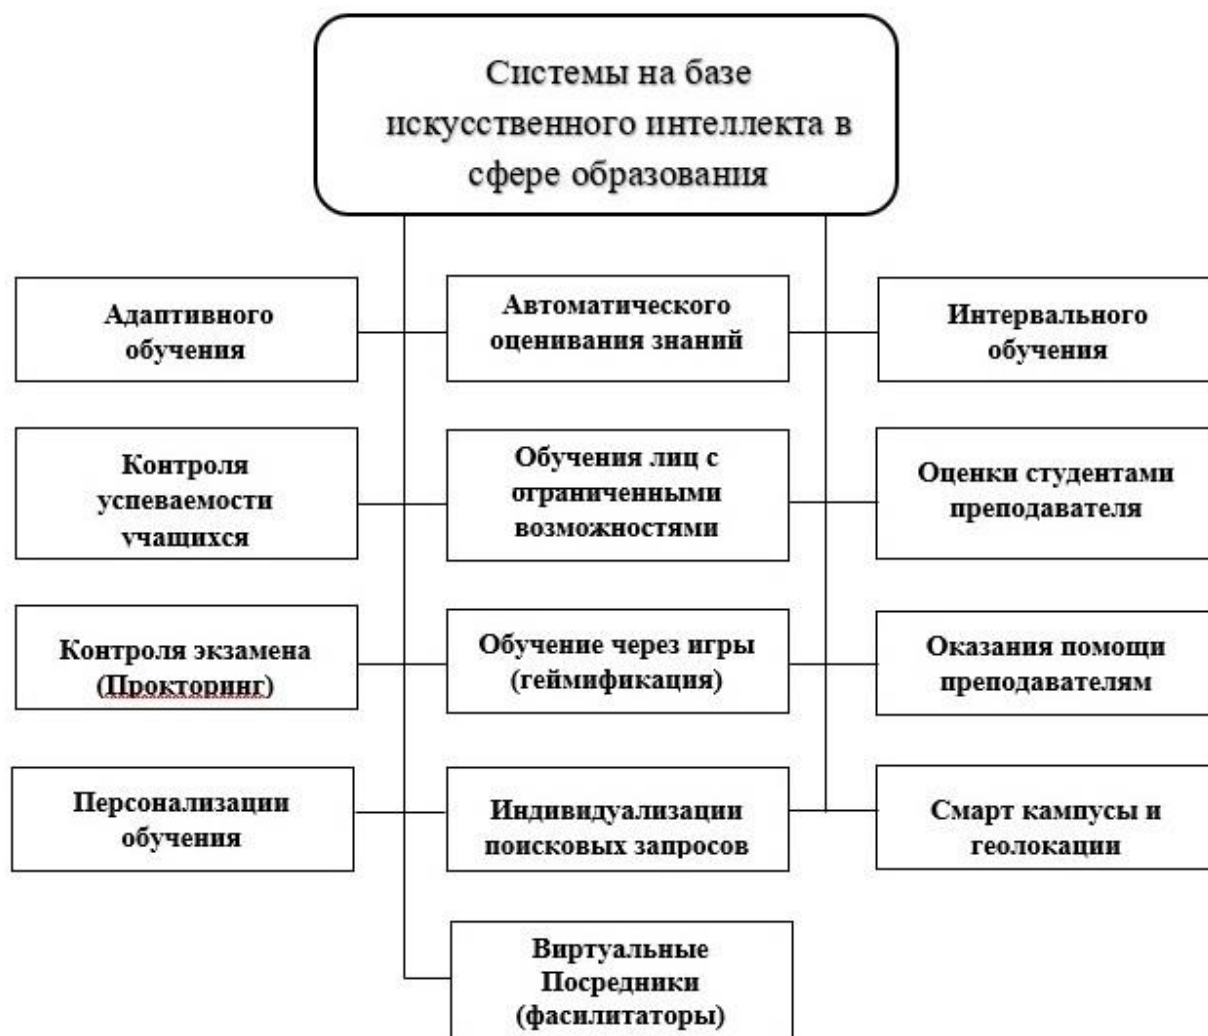 Системы на базе
искусственного интеллекта в
сфере образования
Адаптивного
обучения
Автоматического
оценивания знаний
Интервального
обучения
Контроля
успеваемости
учащихся
Обучения лиц с
ограниченными
возможностями
Оценки студентами
преподавателя
Контроля экзамена
(Прокторинг)
Обучение через игры
(геймификация)
Оказания помощи
преподавателям
Персонализации
обучения
Индивидуализации
поисковых запросов
Смарт кампусы и
геолокации
Виртуальные
Посредники
(фасилитаторы)